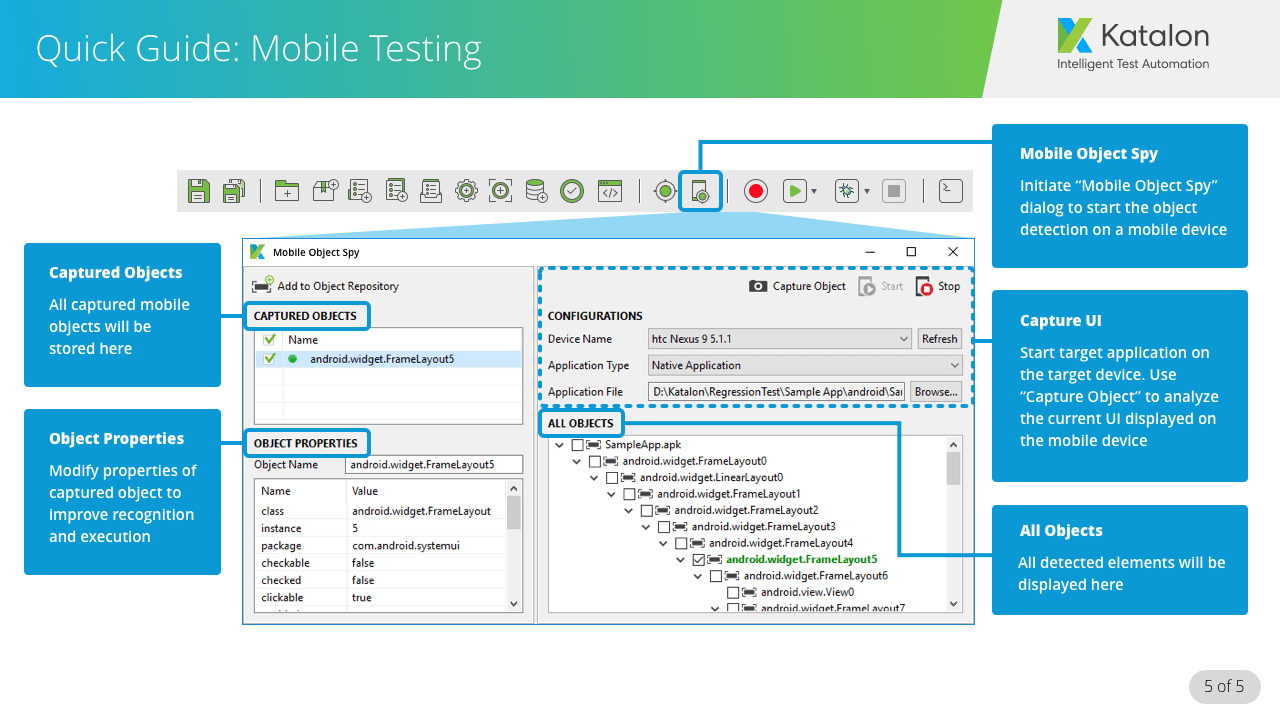 Quick Guide: Mobile Testing
Katalon
Intelligent Test Automation
Mobile Object Spy
Initiate “Mobile Object Spy”
dialog to start the object
detection on a mobile device
Captured Objects
All captured mobile
objects will be
stored here
Object Properties
Modify properties of
captured object to
improve recognition
and execution
Mobile Object Spy
Add to Object Repository
CAPTURED OBJECTS
Name
android.widget.FrameLayout5
OBJECT PROPERTIES
Object Name android.widget.FrameLayout5
Name Value
class android.widget.FrameLayout
instance 5
package com.android.systemui
checkable false
checked false
clickable true
Capture Object Start Stop
CONFIGURATIONS
Device Name htc Nexus 9 5.1.1 Refresh
Application Type Native Application
Application File D:\Katalon\RegressionTest\Sample App\android\Sa Browse...
ALL OBJECTS
SampleApp.apk
android.widget.FrameLayout0
android.widget.LinearLayout0
android.widget.FrameLayout1
android.widget.FrameLayout2
android.widget.FrameLayout3
android.widget.FrameLayout4
android.widget.FrameLayout5
android.widget.FrameLayout6
android.view.View0
android.widget.FrameLayout7
Capture UI
Start target application on
the target device. Use
“Capture Object” to analyze
the current UI displayed on
the mobile device
All Objects
All detected elements will be
displayed here
5 of 5